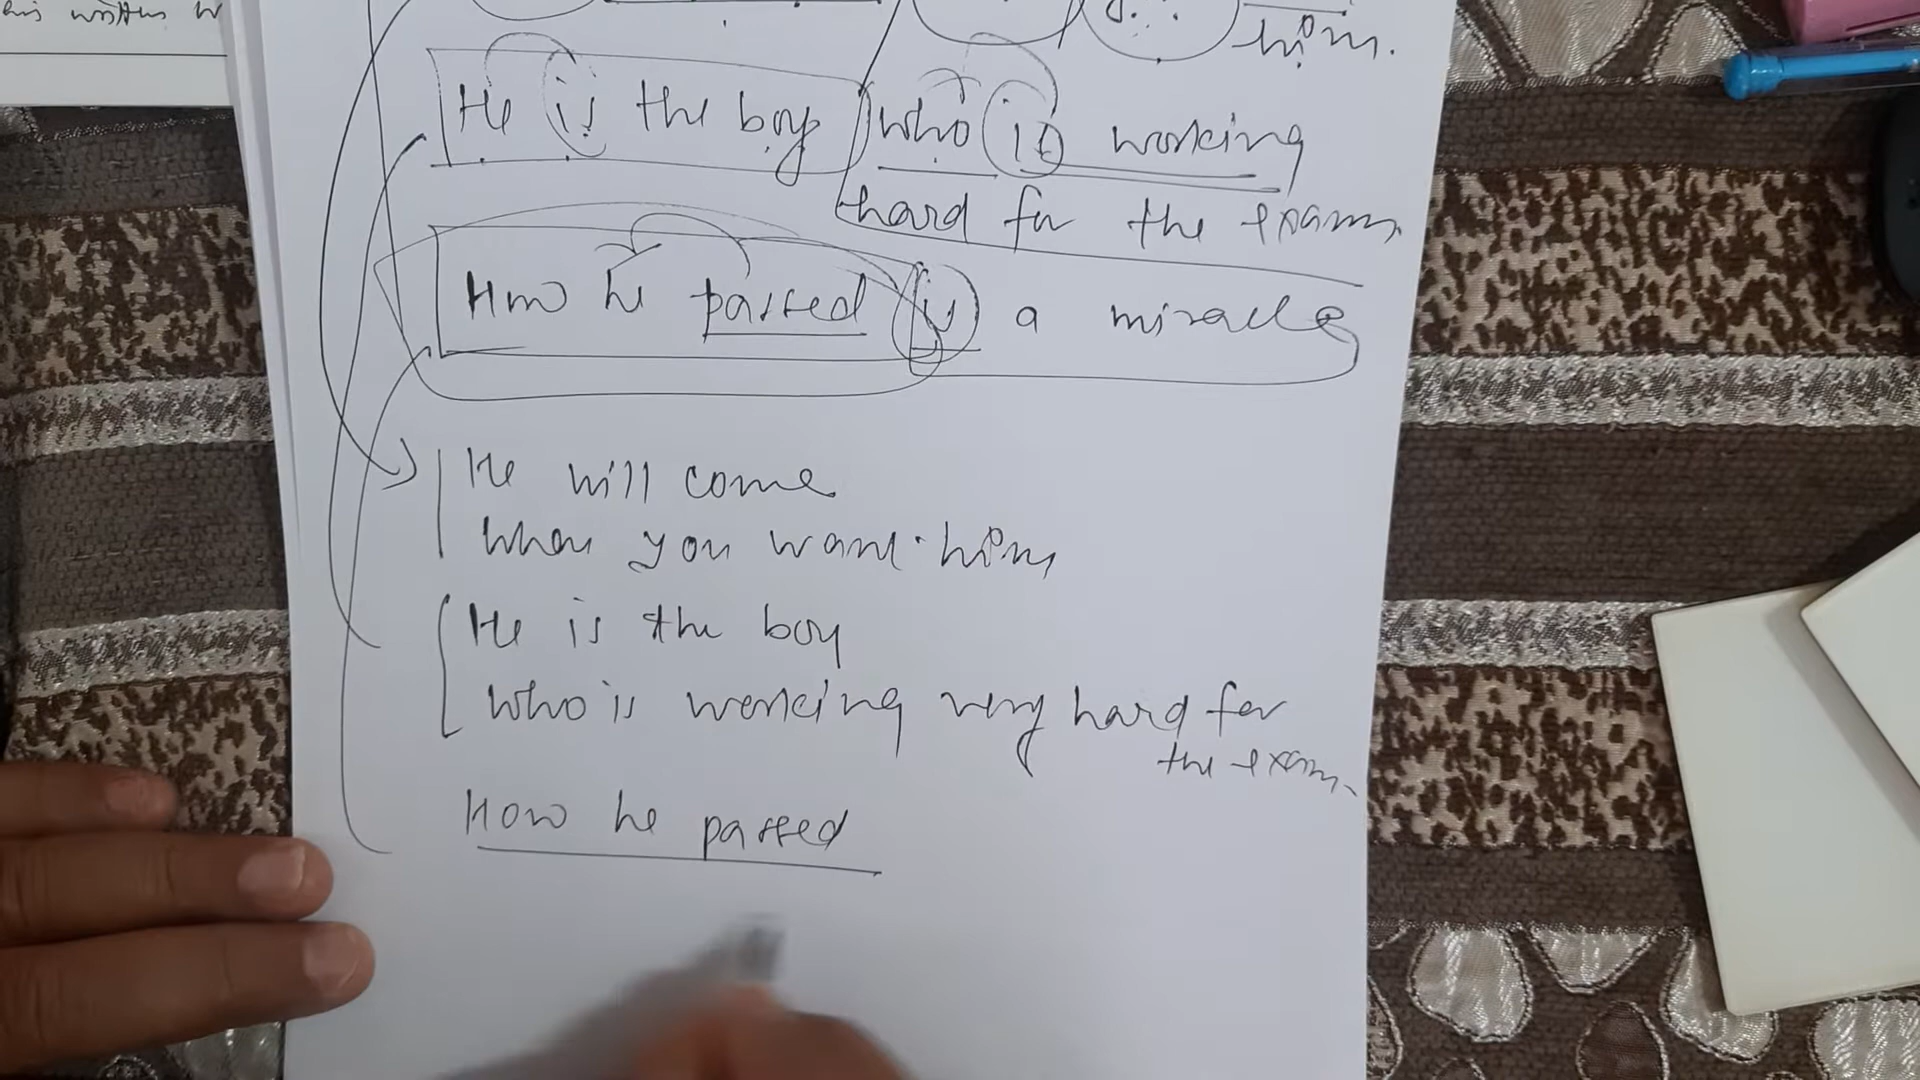 his written w
him.
He is the boy who is working
hard for the exam
How he passed is a miracle
He will come
when you want him
He is the boy
who is working very hard for
the exam
How he passed